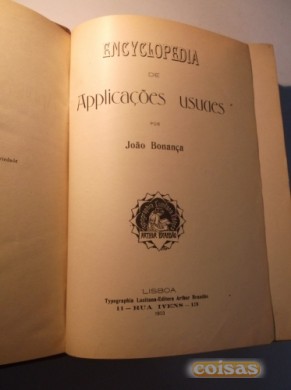 ENCYCLOPEDIA
DE
Applicações usuaes
POR
João Bonança
ARTHUR BRANDÃO
LISBOA
Typographia Lusitana-Editora Arthur Brandão
11—RUA IVENS—13
coisas